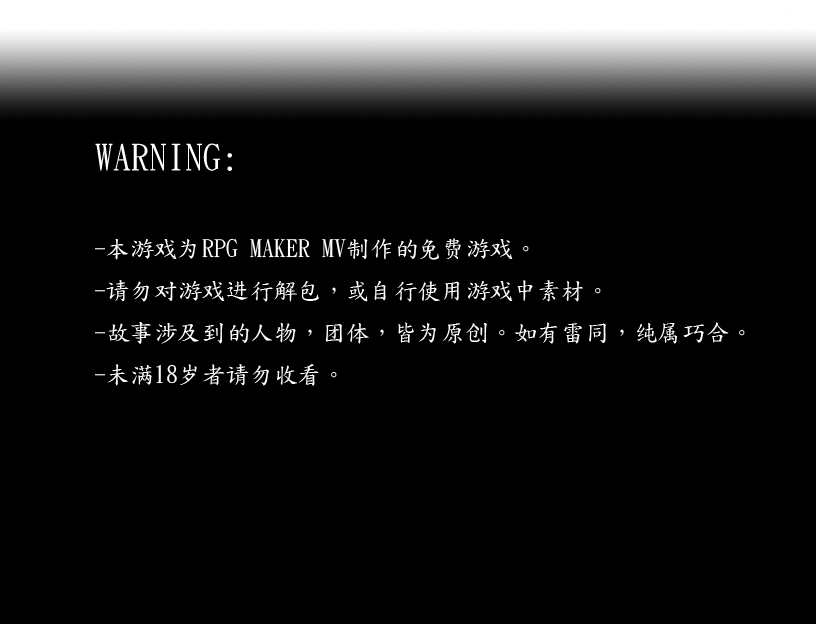 WARNING:
-本游戏为RPG MAKER MV制作的免费游戏。
-请勿对游戏进行解包，或自行使用游戏中素材。
-故事涉及到的人物，团体，皆为原创。如有雷同，纯属巧合。
-未满18岁者请勿收看。